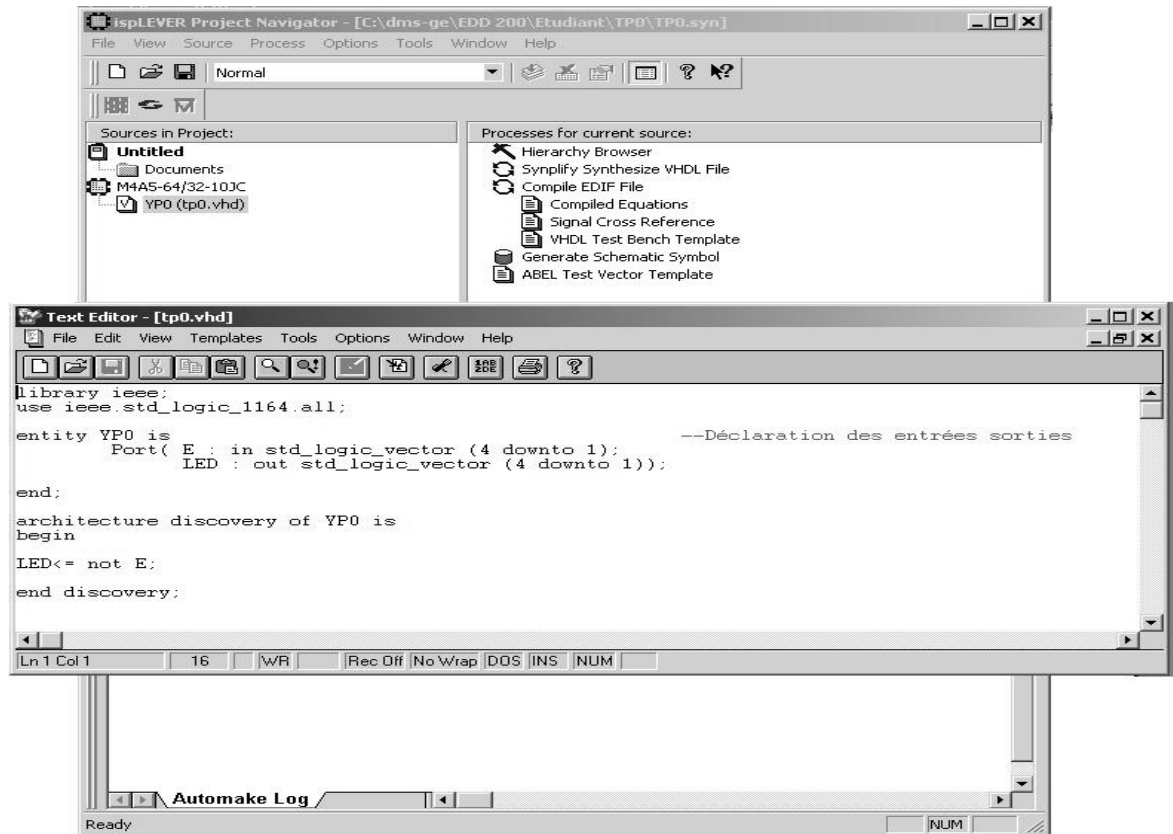 ispLEVER Project Navigator - [C:\dms-ge\EDD 200\Etudiant\TP0\TP0.syn]
File View Source Process Options Tools Window Help
Normal
Sources in Project:
Untitled
Documents
M4A5-64/32-10JC
YP0 (tp0.vhd)
Processes for current source:
Hierarchy Browser
Synplify Synthesize VHDL File
Compile EDIF File
Compiled Equations
Signal Cross Reference
VHDL Test Bench Template
Generate Schematic Symbol
ABEL Test Vector Template
Text Editor - [tp0.vhd]
File Edit View Templates Tools Options Window Help
library ieee;
use ieee.std_logic_1164.all;
entity YP0 is --Déclaration des entrées sorties
Port( E : in std_logic_vector (4 downto 1);
LED : out std_logic_vector (4 downto 1));
end;
architecture discovery of YP0 is
begin
LED<= not E;
end discovery;
Ln 1 Col 1 16 WR Rec Off No Wrap DOS INS NUM
Automake Log
Ready NUM